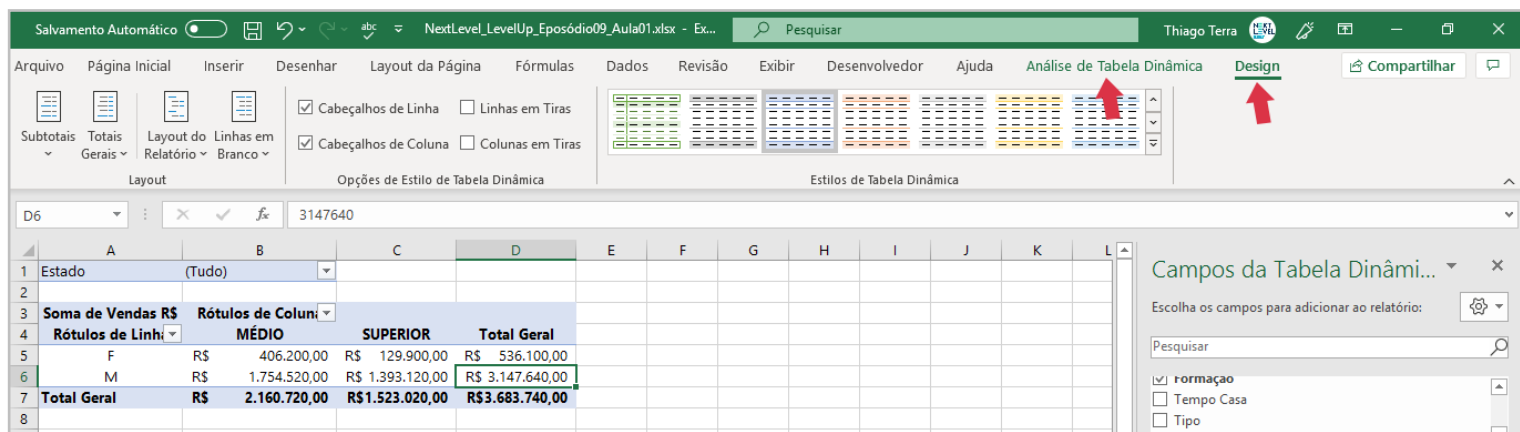 Salvamento Automático NextLevel_LevelUp_Eposódio09_Aula01.xlsx - Ex... Pesquisar Thiago Terra NEXT LEVEL
Arquivo Página Inicial Inserir Desenhar Layout da Página Fórmulas Dados Revisão Exibir Desenvolvedor Ajuda Análise de Tabela Dinâmica Design Compartilhar
Subtotais Totais Gerais Layout do Relatório Linhas em Branco
Cabeçalhos de Linha Linhas em Tiras
Cabeçalhos de Coluna Colunas em Tiras
Layout Opções de Estilo de Tabela Dinâmica Estilos de Tabela Dinâmica
D6 fx 3147640
A B C D E F G H I J K L
1 Estado (Tudo)
2
3 Soma de Vendas R$ Rótulos de Colun
4 Rótulos de Linh MÉDIO SUPERIOR Total Geral
5 F R$ 406.200,00 R$ 129.900,00 R$ 536.100,00
6 M R$ 1.754.520,00 R$ 1.393.120,00 R$ 3.147.640,00
7 Total Geral R$ 2.160.720,00 R$1.523.020,00 R$3.683.740,00
8
Campos da Tabela Dinâmi...
Escolha os campos para adicionar ao relatório:
Pesquisar
Formação
Tempo Casa
Tipo